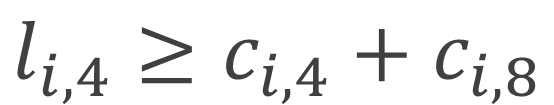 l_{i,4} ≥ c_{i,4} + c_{i,8}